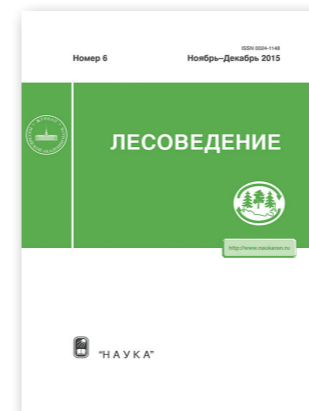 ISSN 0024-1148
Номер 6
Ноябрь–Декабрь 2015
ЛЕСОВЕДЕНИЕ
http://www.naukaran.ru
"НАУКА"